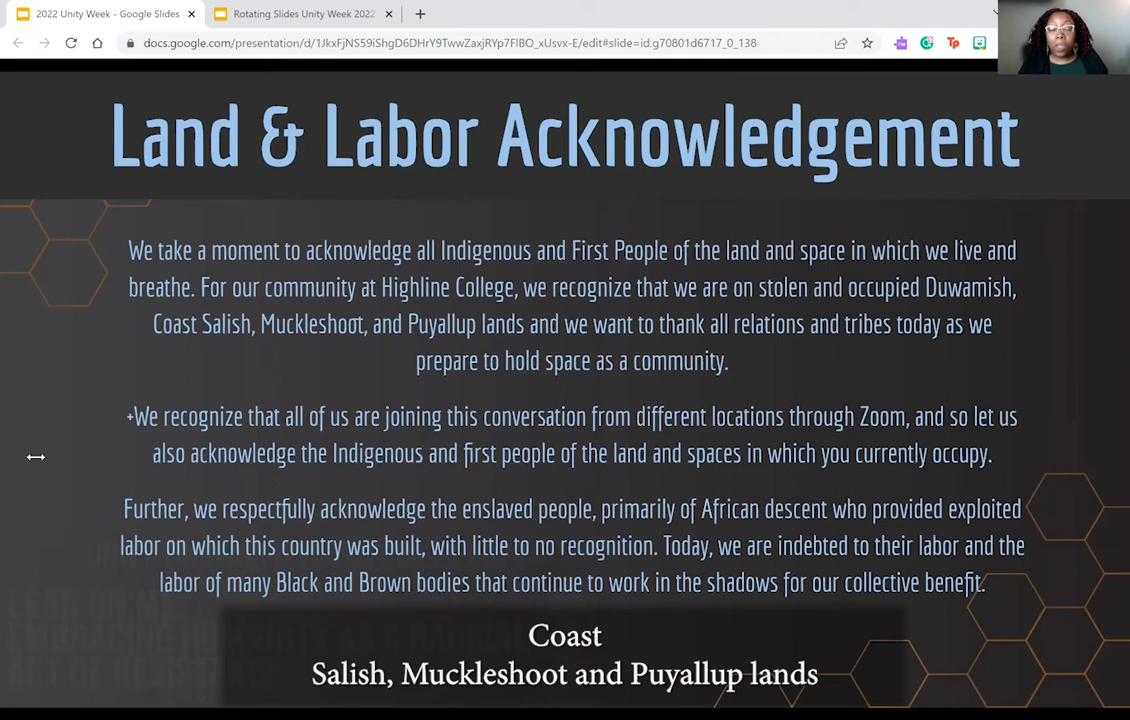 2022 Unity Week - Google Slides
Rotating Slides Unity Week 2022
docs.google.com/presentation/d/1JkxFjNS59iShgD6DHrY9TwwZaxjRYp7FlBO_xUsvx-E/edit#slide=id.g70801d6717_0_138
Land & Labor Acknowledgement
We take a moment to acknowledge all Indigenous and First People of the land and space in which we live and
breathe. For our community at Highline College, we recognize that we are on stolen and occupied Duwamish,
Coast Salish, Muckleshoot, and Puyallup lands and we want to thank all relations and tribes today as we
prepare to hold space as a community.
+We recognize that all of us are joining this conversation from different locations through Zoom, and so let us
also acknowledge the Indigenous and first people of the land and spaces in which you currently occupy.
Further, we respectfully acknowledge the enslaved people, primarily of African descent who provided exploited
labor on which this country was built, with little to no recognition. Today, we are indebted to their labor and the
labor of many Black and Brown bodies that continue to work in the shadows for our collective benefit.
Coast
Salish, Muckleshoot and Puyallup lands